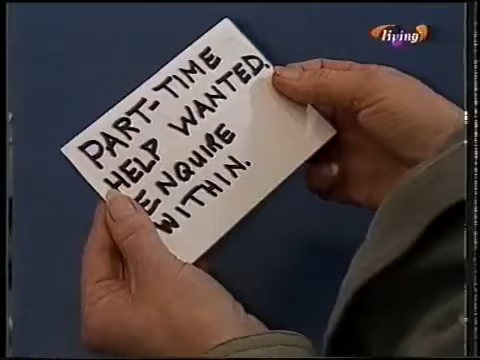 living
PART-TIME
HELP WANTED.
ENQUIRE
WITHIN.